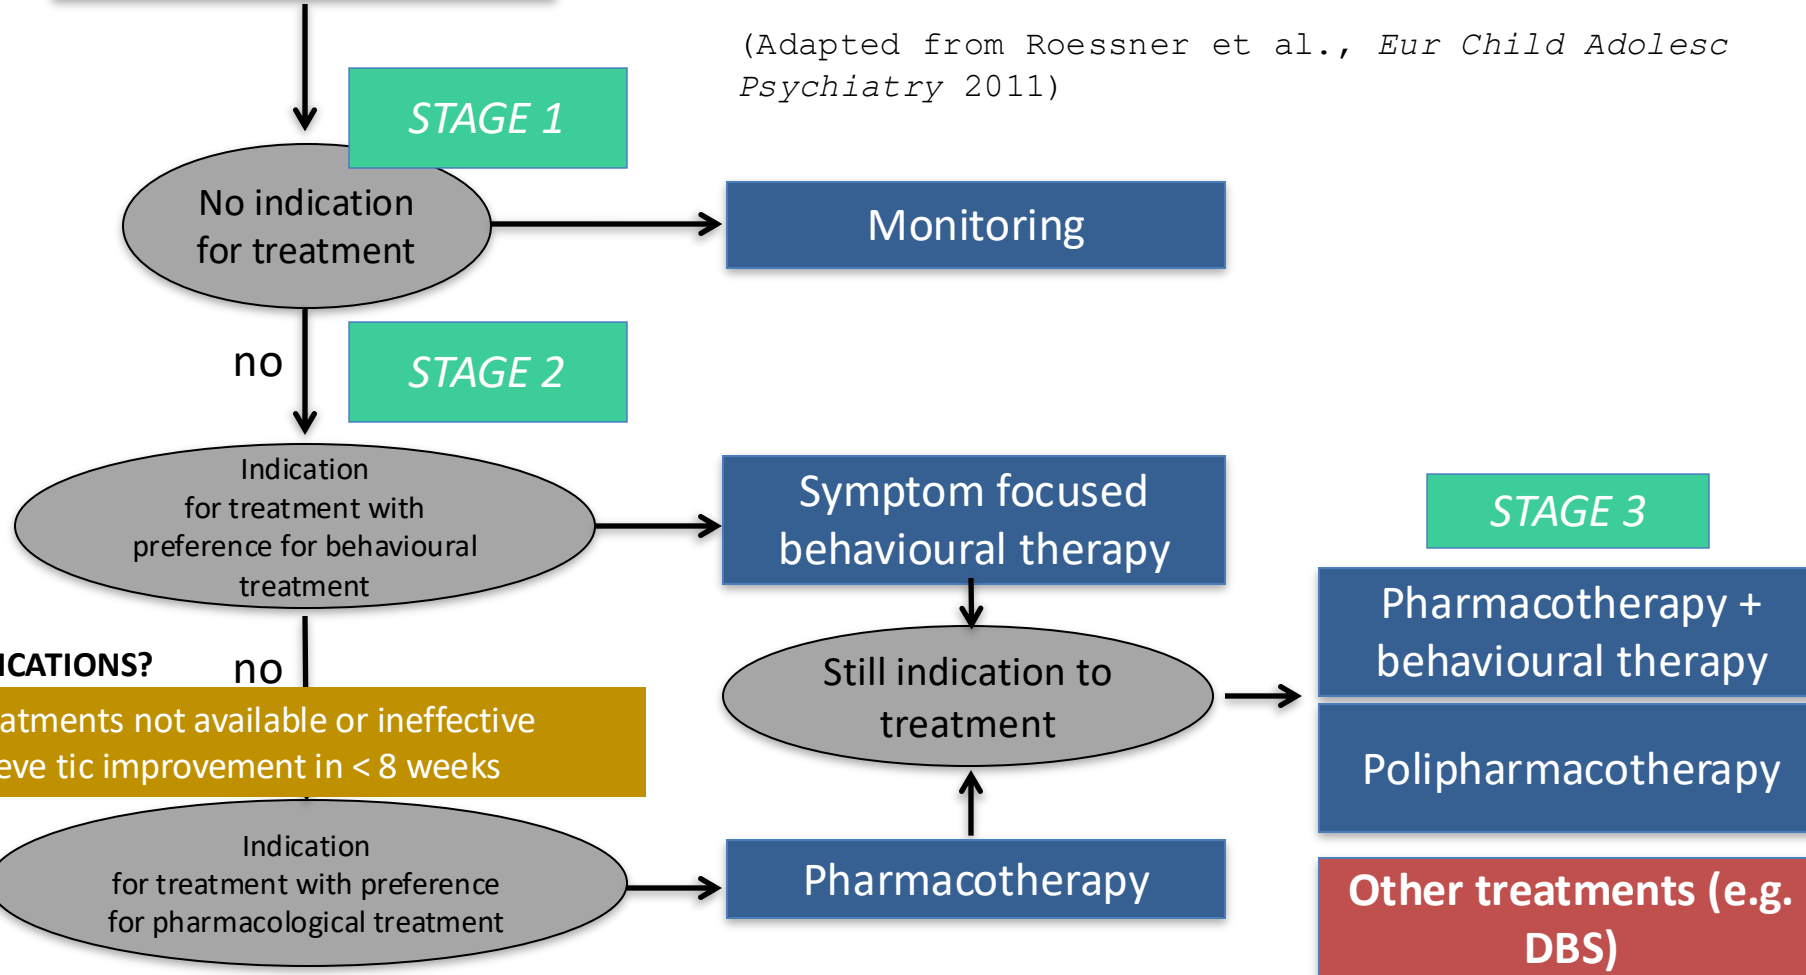 (Adapted from Roessner et al., Eur Child Adolesc
Psychiatry 2011)
STAGE 1
No indication
for treatment
Monitoring
no
STAGE 2
Indication
for treatment with
preference for behavioural
treatment
Symptom focused
behavioural therapy
STAGE 3
Pharmacotherapy +
behavioural therapy
ICATIONS?
no
Still indication to
treatment
atments not available or ineffective
eve tic improvement in < 8 weeks
Polipharmacotherapy
Indication
for treatment with preference
for pharmacological treatment
Pharmacotherapy
Other treatments (e.g.
DBS)